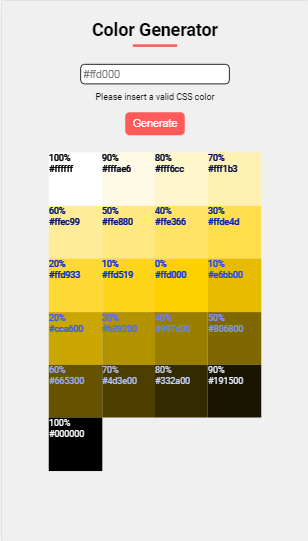 Color Generator
#ffd000
Please insert a valid CSS color
Generate
100% 90% 80% 70%
#ffffff #fffae6 #fff6cc #fff1b3
60% 50% 40% 30%
#ffec99 #ffe880 #ffe366 #ffde4d
20% 10% 0% 10%
#ffd933 #ffd519 #ffd000 #e6bb00
20% 30% 40% 50%
#cca600 #b39200 #997d00 #806800
60% 70% 80% 90%
#665300 #4d3e00 #332a00 #191500
100%
#000000